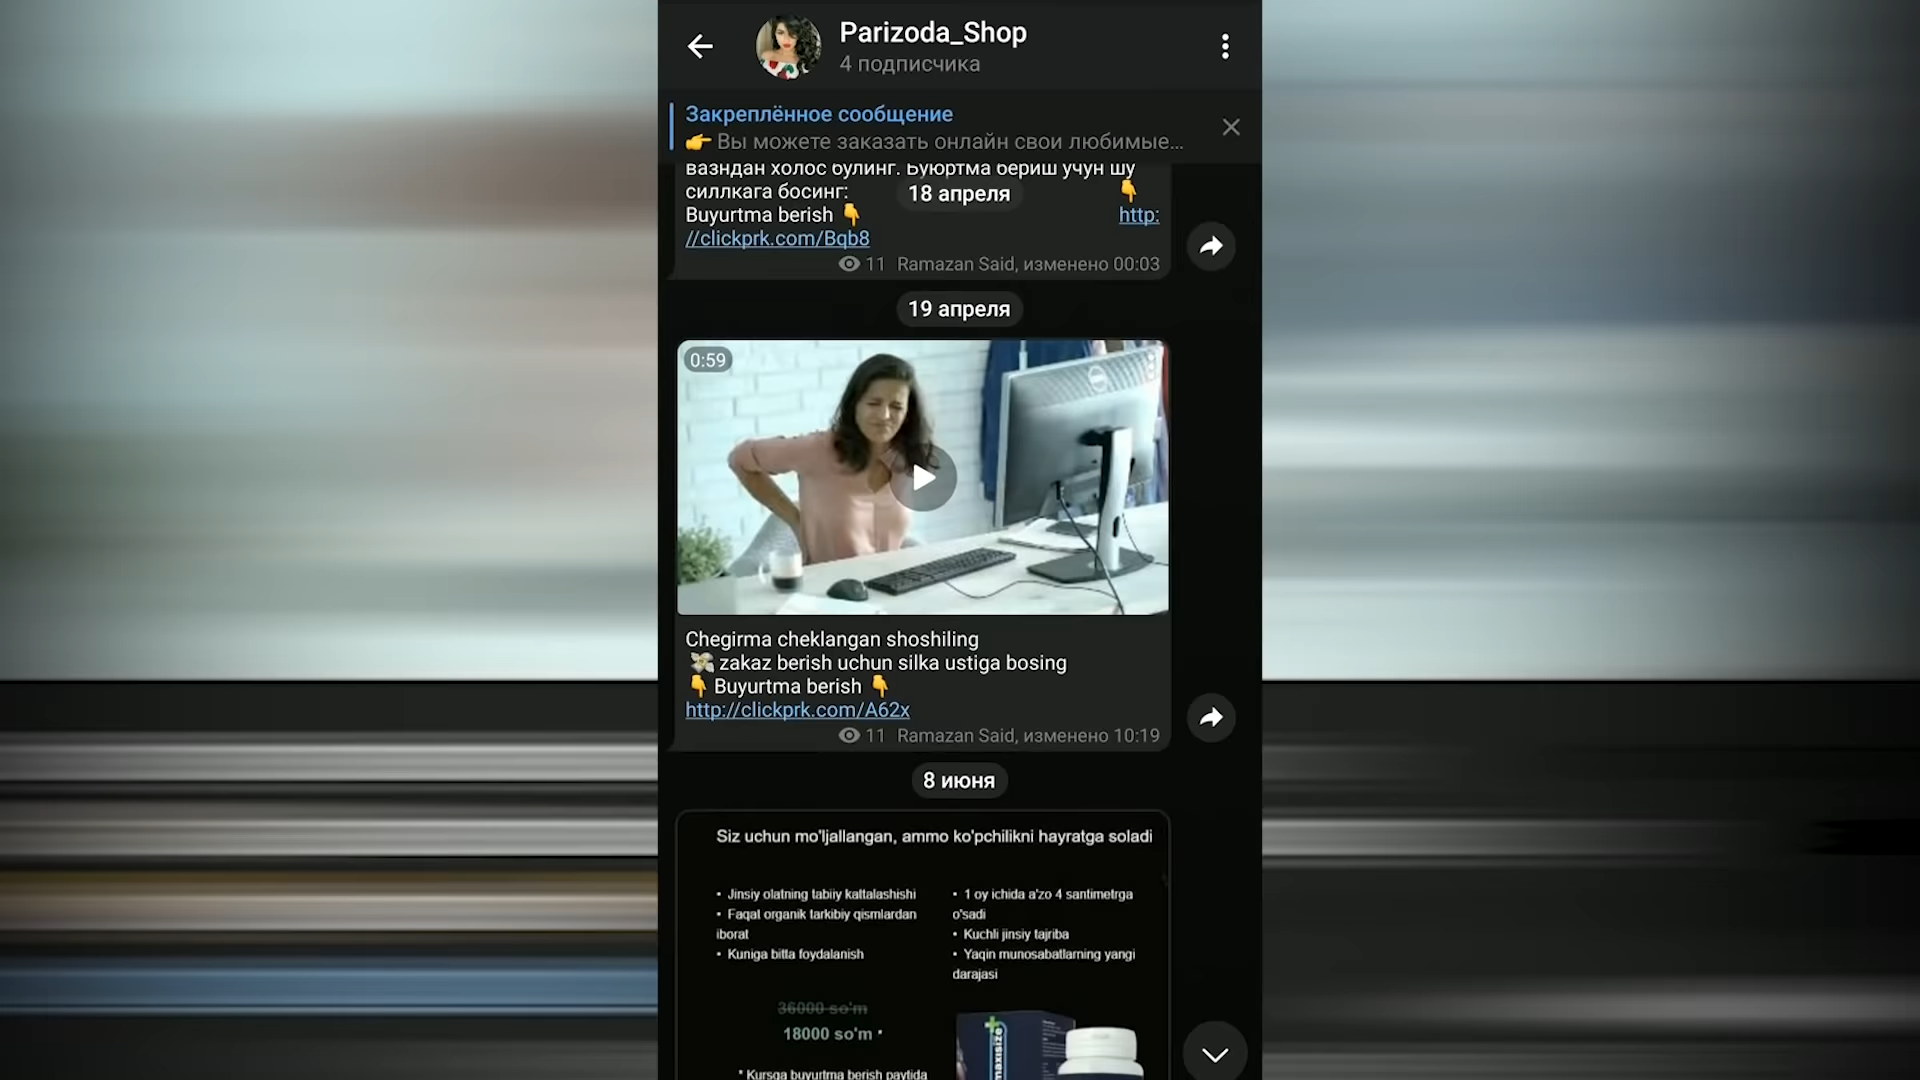 Parizoda_Shop
4 подписчика
Закреплённое сообщение
👉 Вы можете заказать онлайн свои любимые...
вазндан холос булинг. Буюртма бериш учун шу
силлкага босинг: 👇
18 апреля
Buyurtma berish 👇 http:
//clickprk.com/Bqb8
11 Ramazan Said, изменено 00:03
19 апреля
0:59
Chegirma cheklangan shoshiling
💸 zakaz berish uchun silka ustiga bosing
👇 Buyurtma berish 👇
http://clickprk.com/A62x
11 Ramazan Said, изменено 10:19
8 июня
Siz uchun mo'ljallangan, ammo ko'pchilikni hayratga soladi
• Jinsiy olatning tabiiy kattalashishi
• Faqat organik tarkibiy qismlardan
iborat
• Kuniga bitta foydalanish
• 1 oy ichida a'zo 4 santimetrga
o'sadi
• Kuchli jinsiy tajriba
• Yaqin munosabatlarning yangi
darajasi
36000 so'm
18000 so'm *
* Kursga buyurtma berish paytida
maxisize